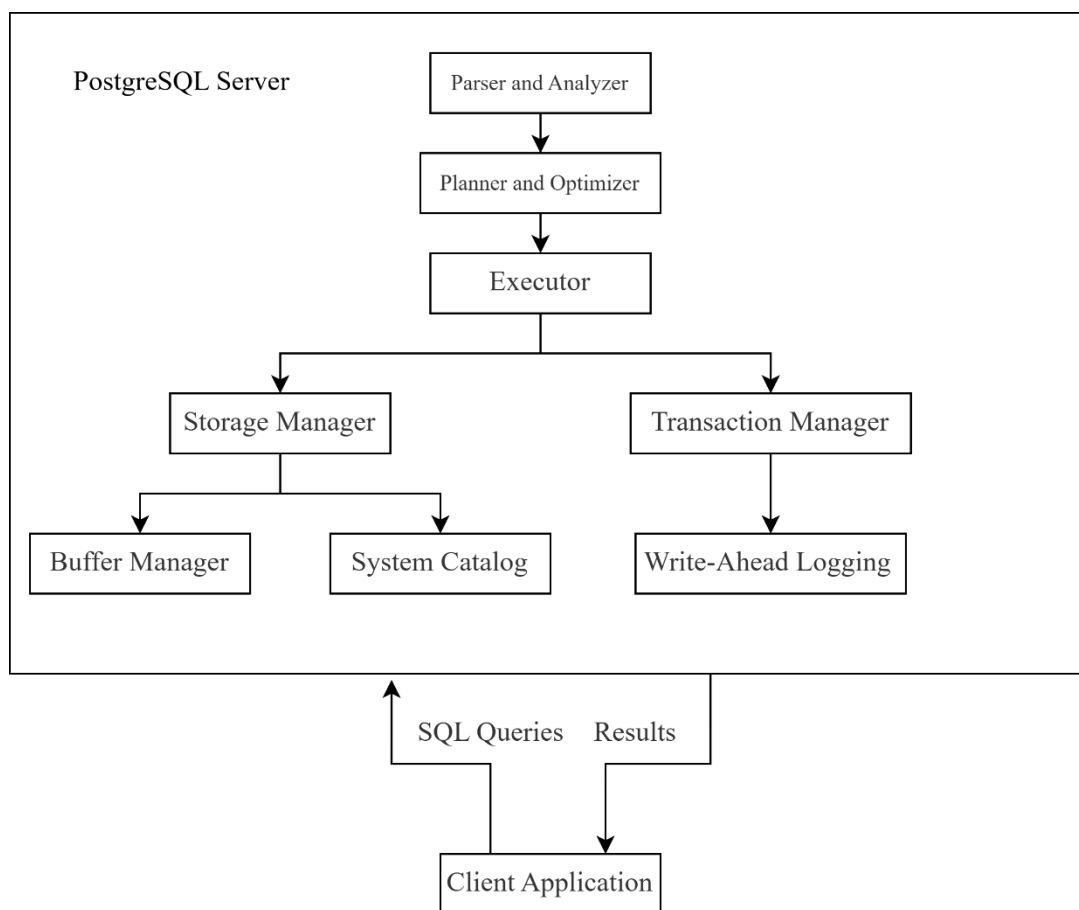 PostgreSQL Server
Parser and Analyzer
Planner and Optimizer
Executor
Storage Manager
Transaction Manager
Buffer Manager
System Catalog
Write-Ahead Logging
SQL Queries
Results
Client Application